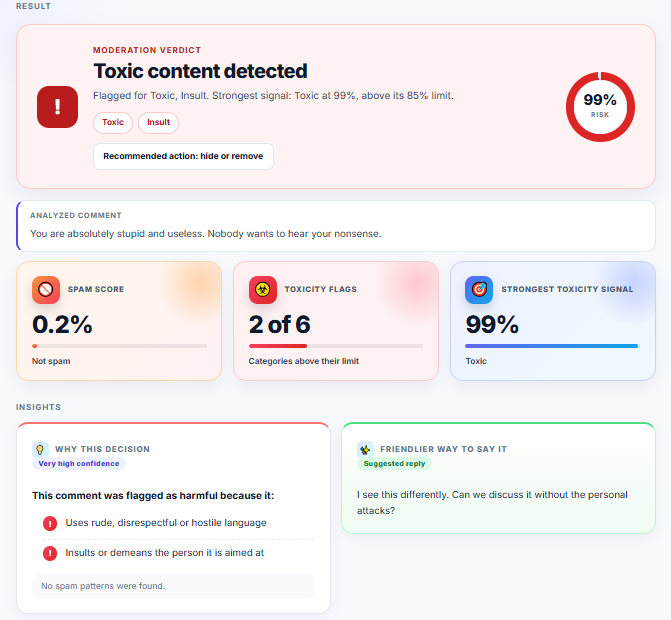 RESULT
MODERATION VERDICT
Toxic content detected
Flagged for Toxic, Insult. Strongest signal: Toxic at 99%, above its 85% limit.
Toxic
Insult
Recommended action: hide or remove
99%
RISK
ANALYZED COMMENT
You are absolutely stupid and useless. Nobody wants to hear your nonsense.
SPAM SCORE
0.2%
Not spam
TOXICITY FLAGS
2 of 6
Categories above their limit
STRONGEST TOXICITY SIGNAL
99%
Toxic
INSIGHTS
WHY THIS DECISION
Very high confidence
This comment was flagged as harmful because it:
Uses rude, disrespectful or hostile language
Insults or demeans the person it is aimed at
No spam patterns were found.
FRIENDLIER WAY TO SAY IT
Suggested reply
I see this differently. Can we discuss it without the personal
attacks?